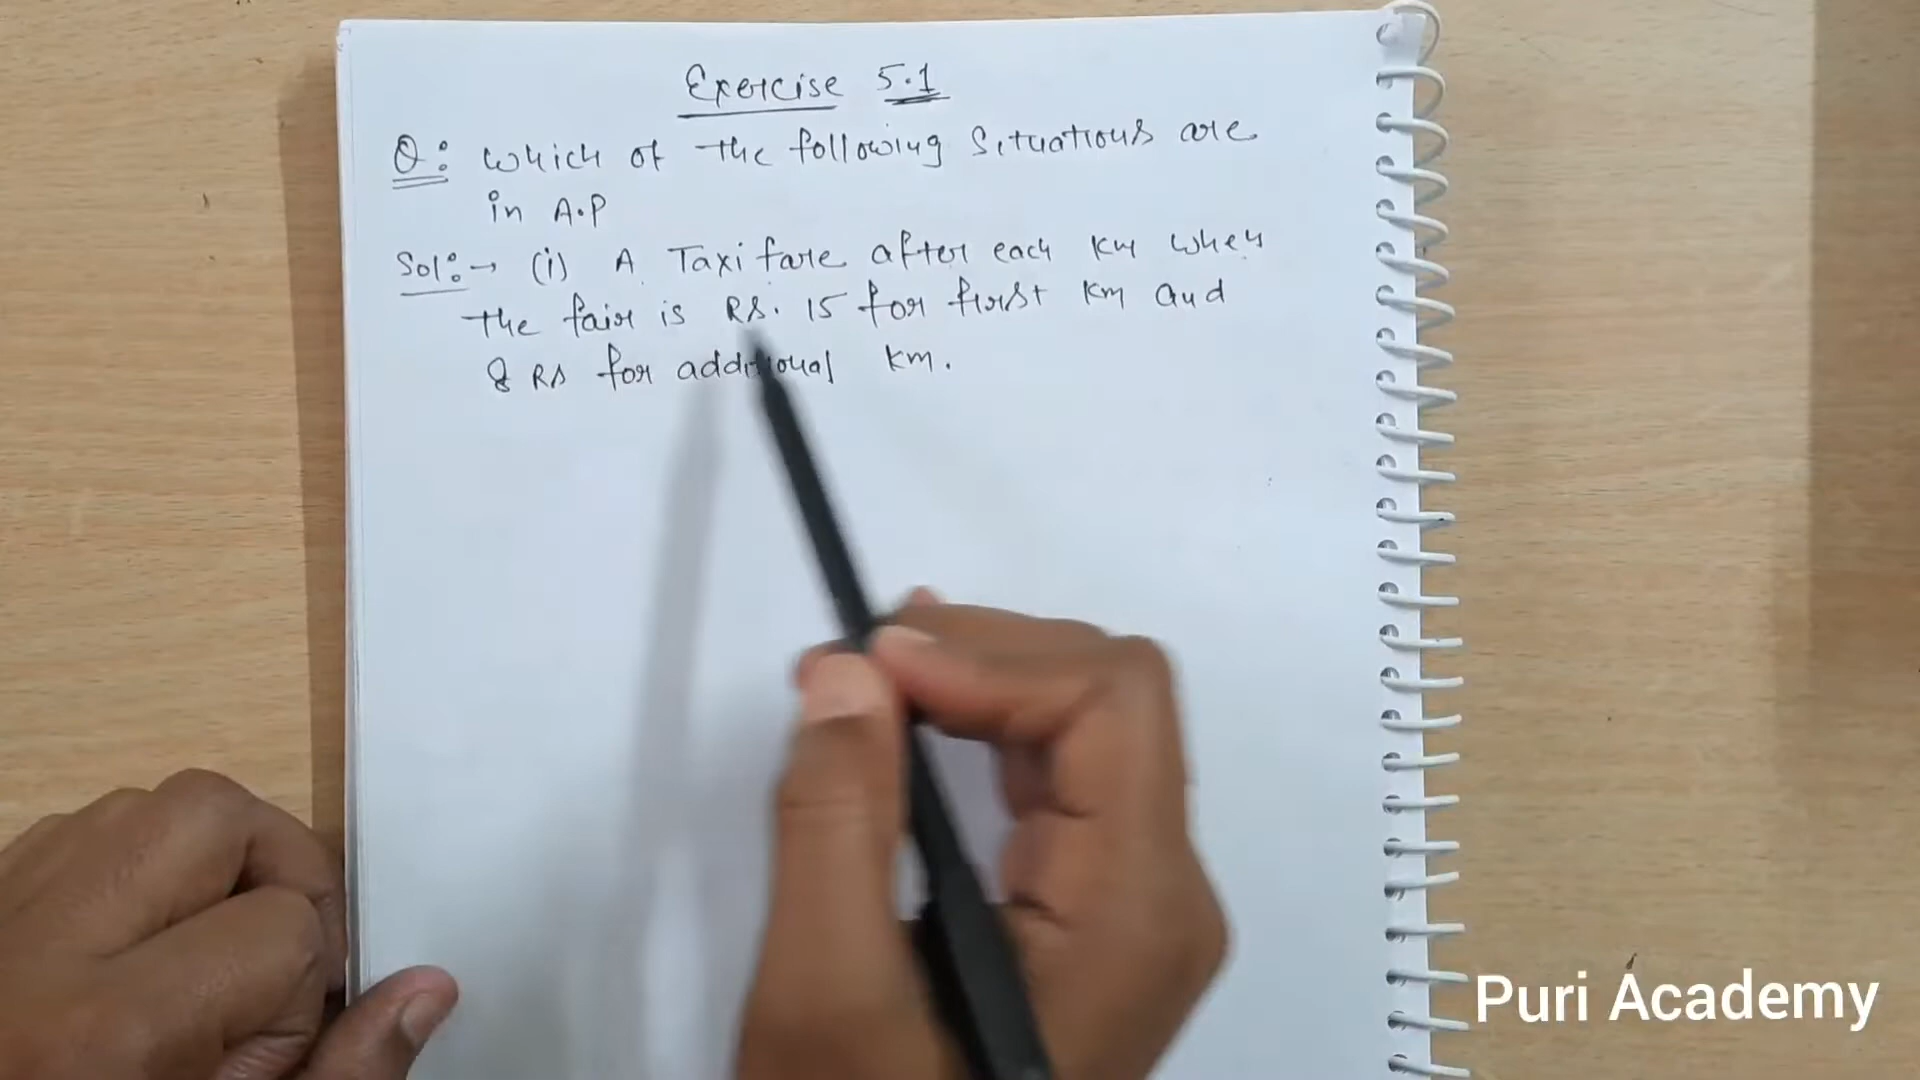 Exercise 5.1
Q: Which of the following Situations are
in A.P
Sol:→ (i) A Taxi fare after each km when
the fair is RS. 15 for first km and
8 RS for additional km.
Puri Academy